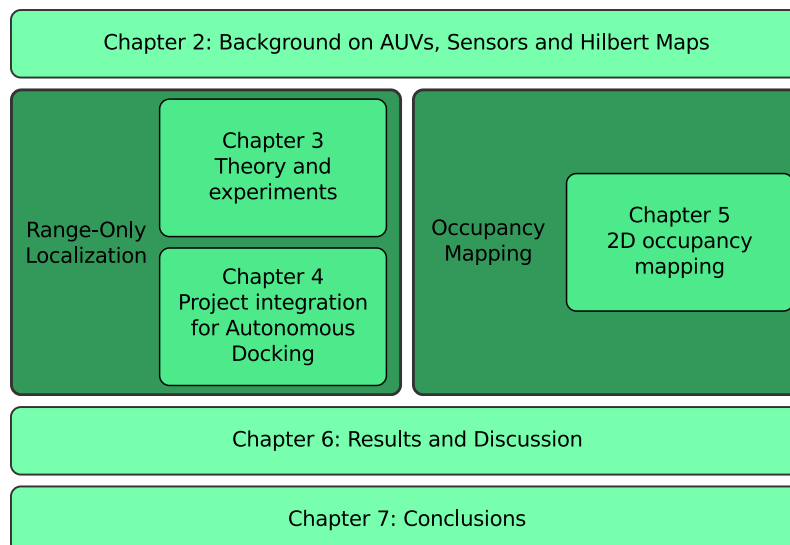 Chapter 2: Background on AUVs, Sensors and Hilbert Maps
Range-Only
Localization
Chapter 3
Theory and
experiments
Chapter 4
Project integration
for Autonomous
Docking
Occupancy
Mapping
Chapter 5
2D occupancy
mapping
Chapter 6: Results and Discussion
Chapter 7: Conclusions